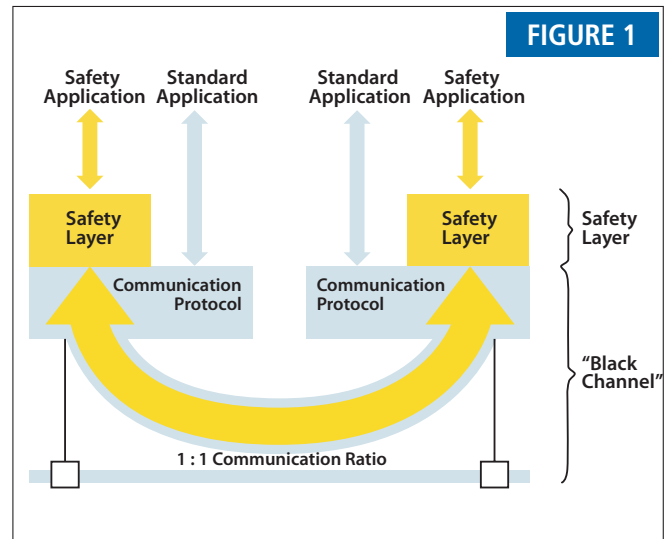 FIGURE 1
Safety
Application
Standard
Application
Standard
Application
Safety
Application
Safety
Layer
Safety
Layer
Safety
Layer
Communication
Protocol
Communication
Protocol
“Black
Channel”
1 : 1 Communication Ratio